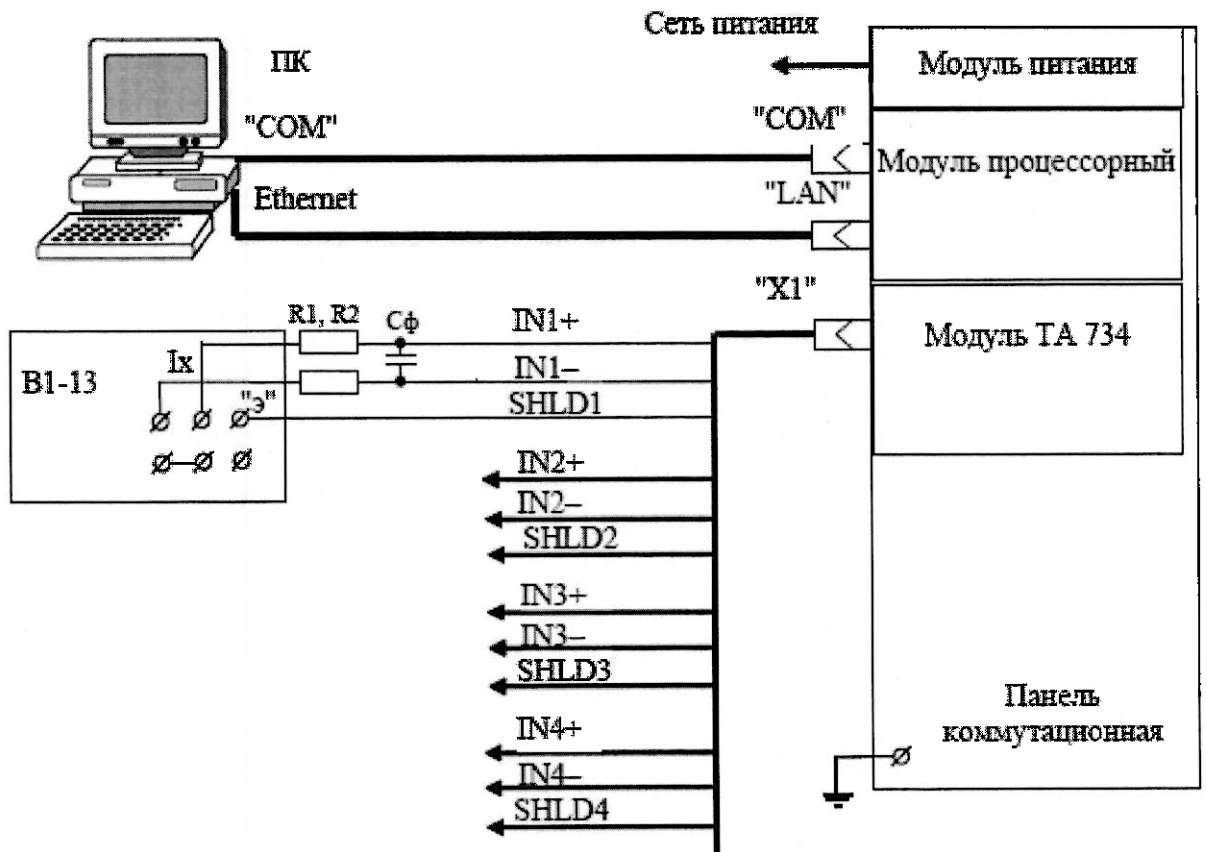 Сеть питания
Модуль питания
ПК
"COM"
"COM"
Модуль процессорный
Ethernet
"LAN"
"X1"
Модуль ТА 734
R1, R2
Сф
IN1+
Ix
IN1–
В1-13
"Э"
SHLD1
IN2+
IN2–
SHLD2
IN3+
IN3–
SHLD3
IN4+
IN4–
SHLD4
Панель
коммутационная